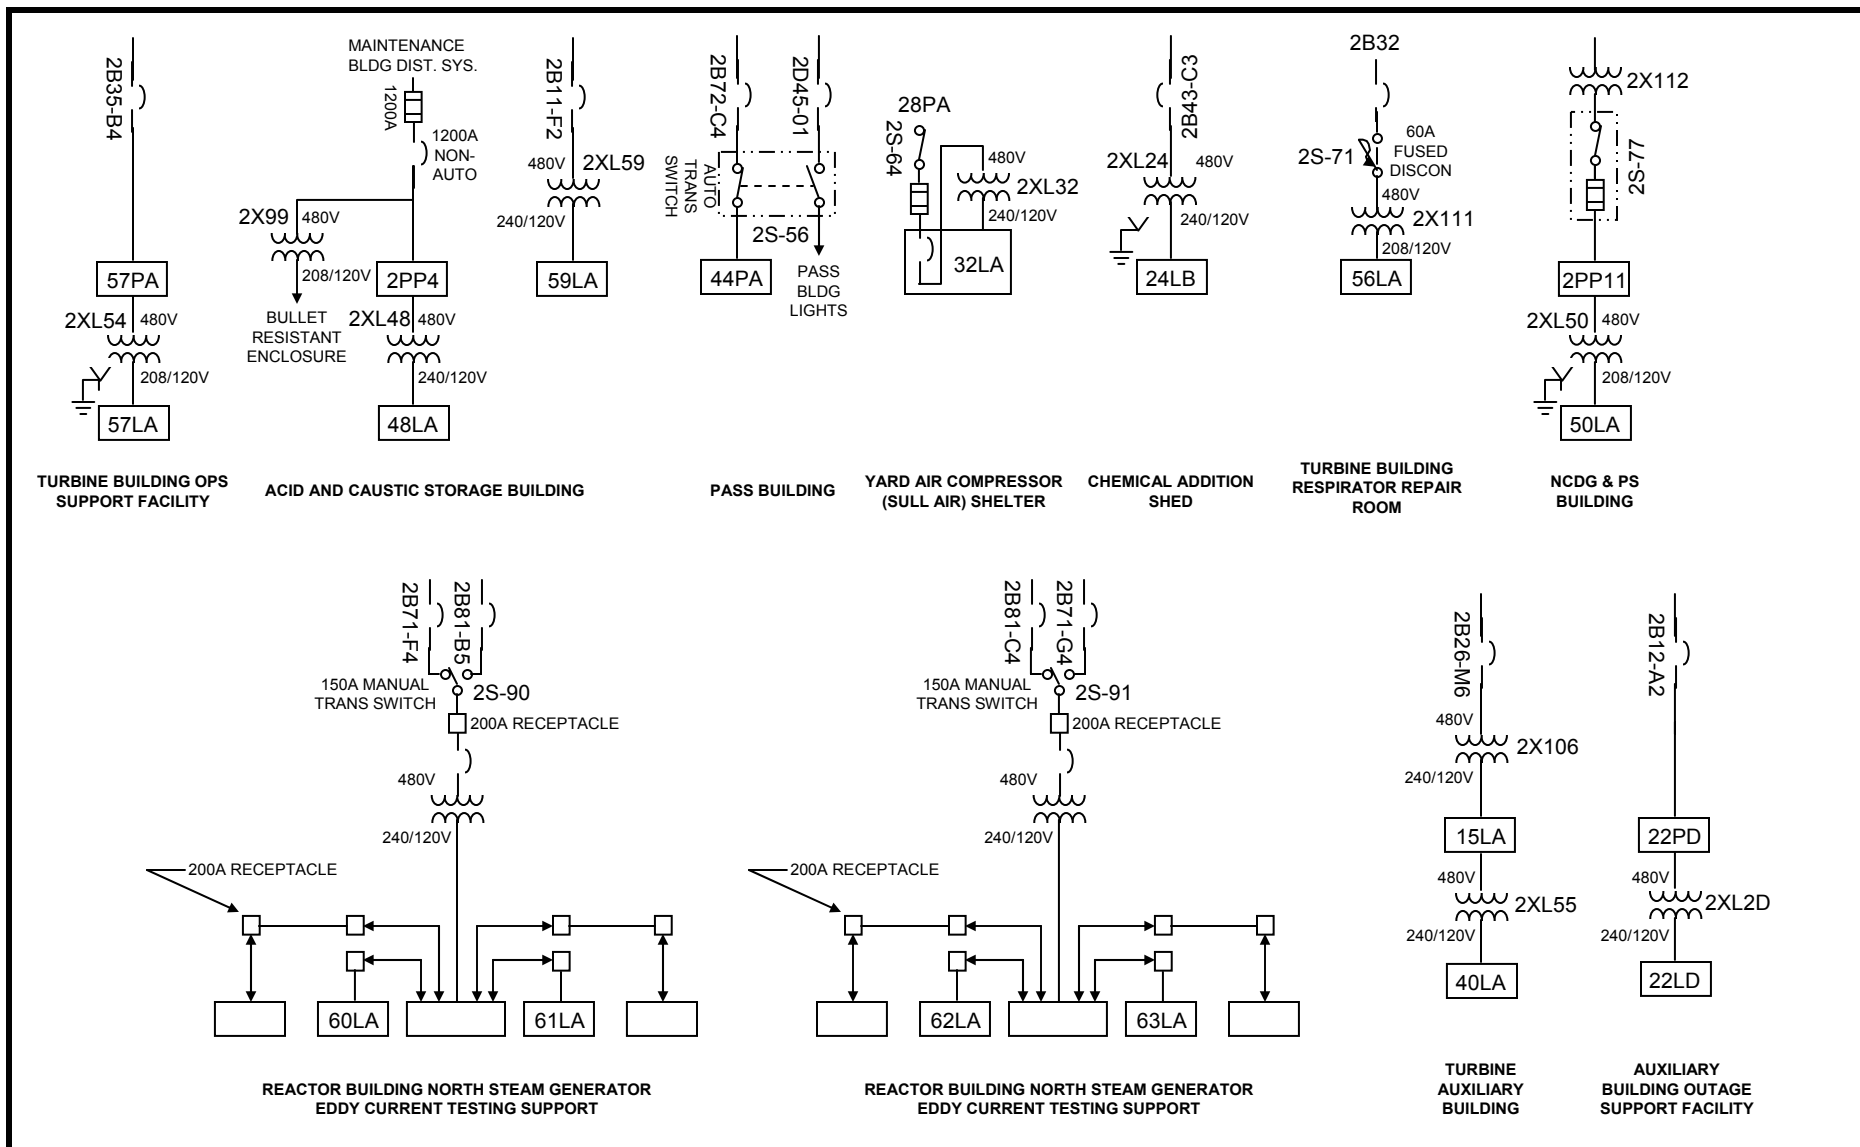 2B35-B4
57PA
2XL54
480V
208/120V
57LA
TURBINE BUILDING OPS
SUPPORT FACILITY
MAINTENANCE
BLDG DIST. SYS.
1200A
1200A
NON-
AUTO
2X99
480V
208/120V
BULLET
RESISTANT
ENCLOSURE
2PP4
2XL48
480V
240/120V
48LA
2B11-F2
480V
2XL59
240/120V
59LA
ACID AND CAUSTIC STORAGE BUILDING
2B72-C4
2D45-01
AUTO
TRANS
SWITCH
2S-56
44PA
PASS
BLDG
LIGHTS
PASS BUILDING
28PA
2S-64
480V
2XL32
240/120V
32LA
YARD AIR COMPRESSOR
(SULL AIR) SHELTER
2B43-C3
2XL24
480V
240/120V
24LB
CHEMICAL ADDITION
SHED
2B32
2S-71
60A
FUSED
DISCON
480V
2X111
208/120V
56LA
TURBINE BUILDING
RESPIRATOR REPAIR
ROOM
2X112
2S-77
2PP11
2XL50
480V
208/120V
50LA
NCDG & PS
BUILDING
2B71-F4
2B81-B5
150A MANUAL
TRANS SWITCH
2S-90
200A RECEPTACLE
480V
240/120V
200A RECEPTACLE
60LA
61LA
REACTOR BUILDING NORTH STEAM GENERATOR
EDDY CURRENT TESTING SUPPORT
2B81-C4
2B71-G4
150A MANUAL
TRANS SWITCH
2S-91
200A RECEPTACLE
480V
240/120V
200A RECEPTACLE
62LA
63LA
REACTOR BUILDING NORTH STEAM GENERATOR
EDDY CURRENT TESTING SUPPORT
2B26-M6
480V
2X106
240/120V
15LA
480V
2XL55
240/120V
40LA
TURBINE
AUXILIARY
BUILDING
2B12-A2
22PD
480V
2XL2D
240/120V
22LD
AUXILIARY
BUILDING OUTAGE
SUPPORT FACILITY